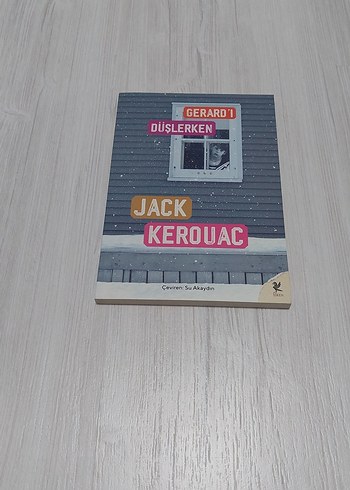 GERARD'I
DÜŞLERKEN
JACK
KEROUAC
Çeviren: Su Akaydın